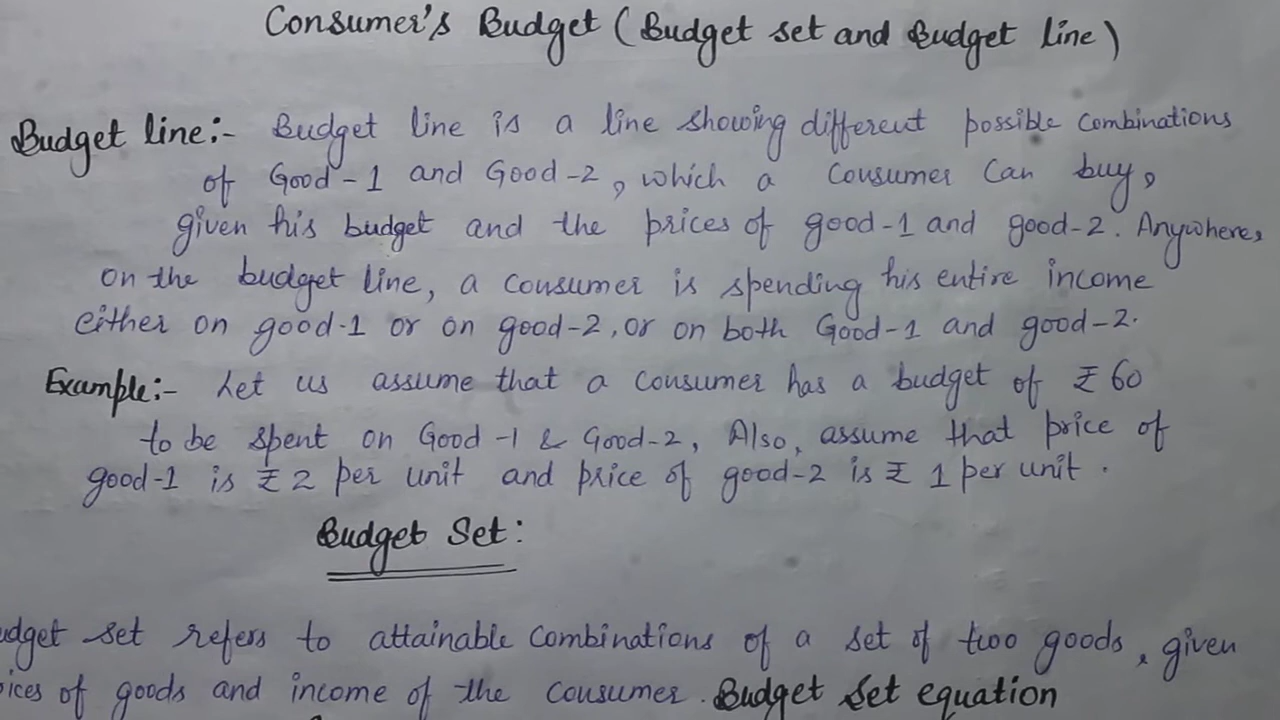 Consumer's Budget (Budget set and Budget line)
Budget line:- Budget line is a line showing different possible combinations
of Good-1 and Good-2, which a consumer can buy,
given his budget and the prices of good-1 and good-2. Anywhere,
on the budget line, a consumer is spending his entire income
either on good-1 or on good-2, or on both Good-1 and good-2.
Example:- Let us assume that a consumer has a budget of ₹ 60
to be spent on Good-1 & Good-2, Also, assume that price of
good-1 is ₹ 2 per unit and price of good-2 is ₹ 1 per unit.
Budget Set:
udget set refers to attainable combinations of a set of two goods, given
ices of goods and income of the consumer. Budget Set equation